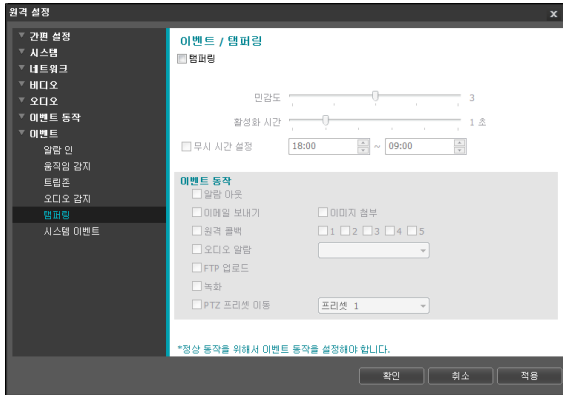 원격 설정
x
간편 설정
시스템
네트워크
비디오
오디오
이벤트 동작
이벤트
알람 인
움직임 감지
트립존
오디오 감지
탬퍼링
시스템 이벤트
이벤트 / 탬퍼링
탬퍼링
민감도 3
활성화 시간 1 초
무시 시간 설정 18:00 ~ 09:00
이벤트 동작
알람 아웃
이메일 보내기 이미지 첨부
원격 콜백 1 2 3 4 5
오디오 알람
FTP 업로드
녹화
PTZ 프리셋 이동 프리셋 1
*정상 동작을 위해서 이벤트 동작을 설정해야 합니다.
확인 취소 적용